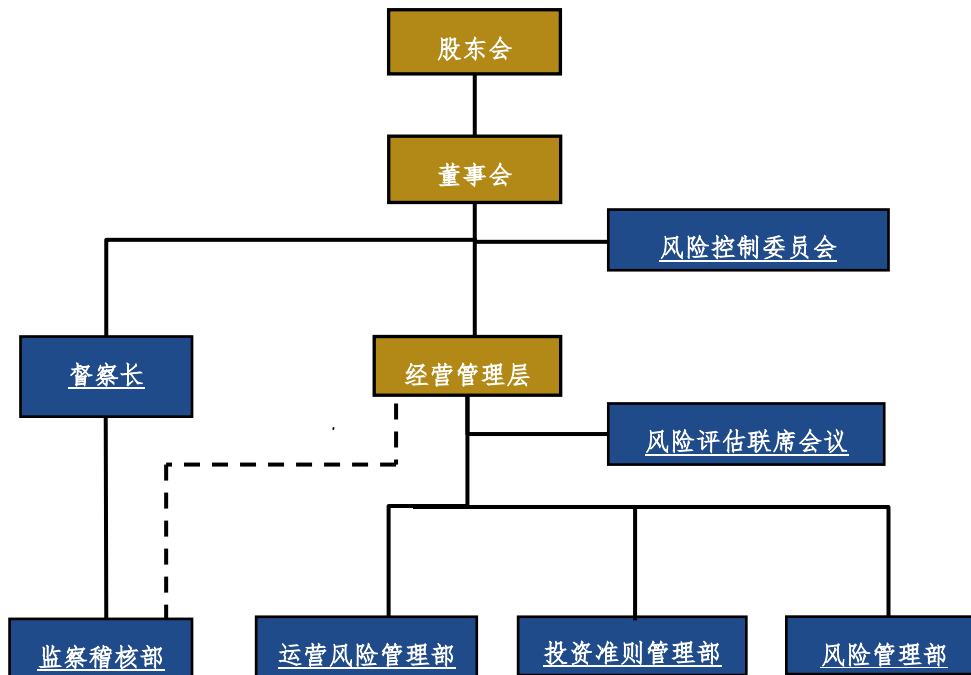 股东会
董事会
风险控制委员会
督察长
经营管理层
风险评估联席会议
监察稽核部
运营风险管理部
投资准则管理部
风险管理部